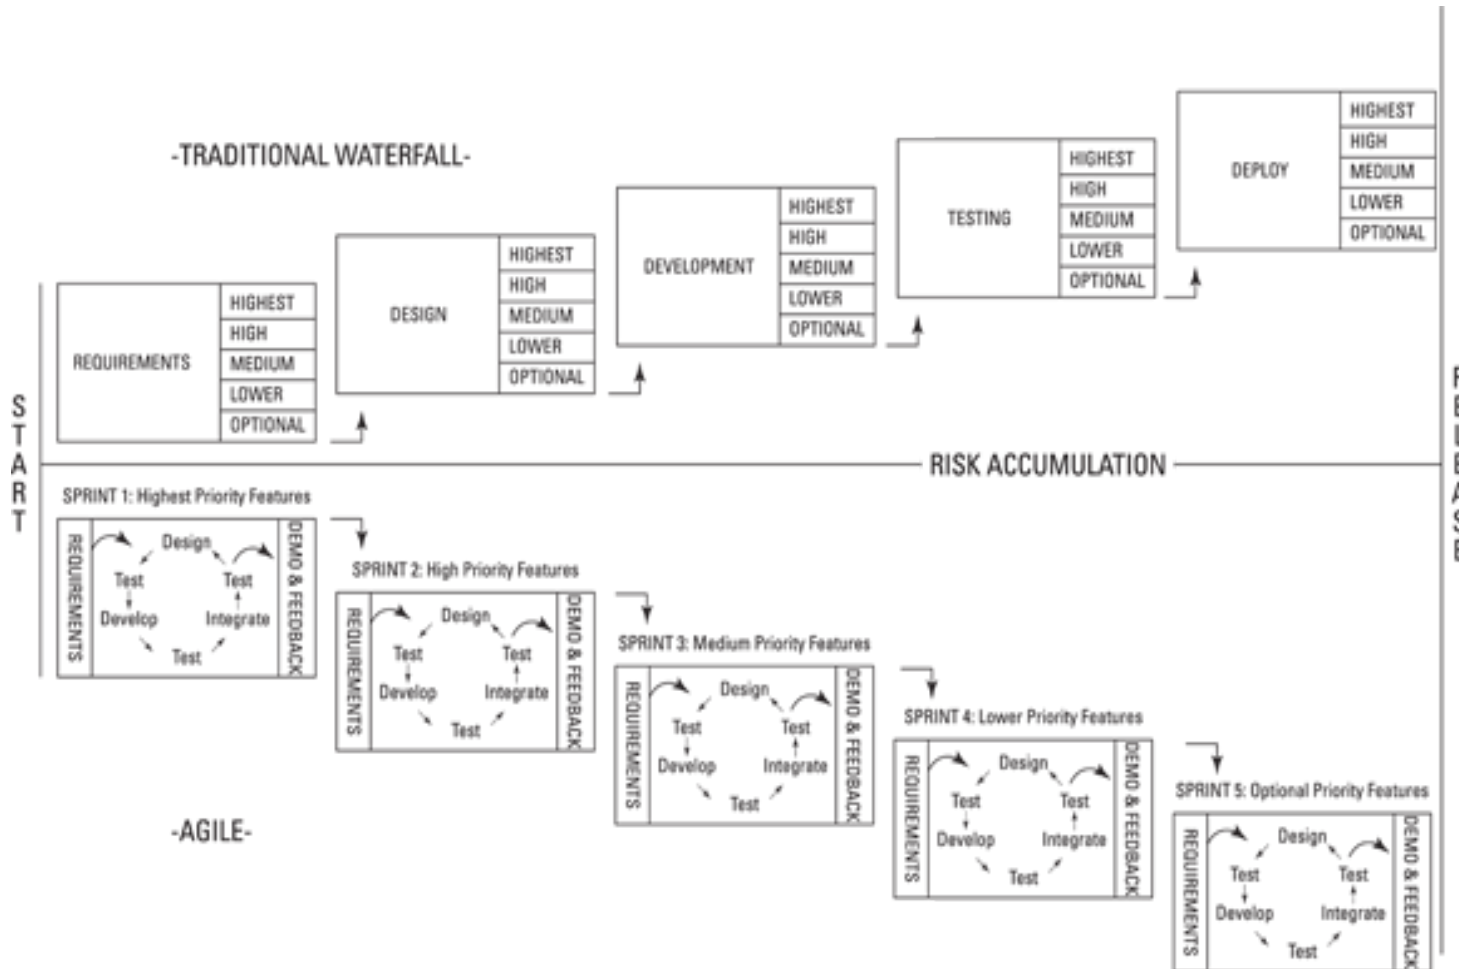 -TRADITIONAL WATERFALL-
START
REQUIREMENTS
HIGHEST
HIGH
MEDIUM
LOWER
OPTIONAL
DESIGN
HIGHEST
HIGH
MEDIUM
LOWER
OPTIONAL
DEVELOPMENT
HIGHEST
HIGH
MEDIUM
LOWER
OPTIONAL
TESTING
HIGHEST
HIGH
MEDIUM
LOWER
OPTIONAL
DEPLOY
HIGHEST
HIGH
MEDIUM
LOWER
OPTIONAL
RISK ACCUMULATION
RELEASE
SPRINT 1: Highest Priority Features
REQUIREMENTS
Design
Test
Develop
Test
Integrate
Test
DEMO & FEEDBACK
SPRINT 2: High Priority Features
REQUIREMENTS
Design
Test
Develop
Test
Integrate
Test
DEMO & FEEDBACK
SPRINT 3: Medium Priority Features
REQUIREMENTS
Design
Test
Develop
Test
Integrate
Test
DEMO & FEEDBACK
SPRINT 4: Lower Priority Features
REQUIREMENTS
Design
Test
Develop
Test
Integrate
Test
DEMO & FEEDBACK
SPRINT 5: Optional Priority Features
REQUIREMENTS
Design
Test
Develop
Test
Integrate
Test
DEMO & FEEDBACK
-AGILE-